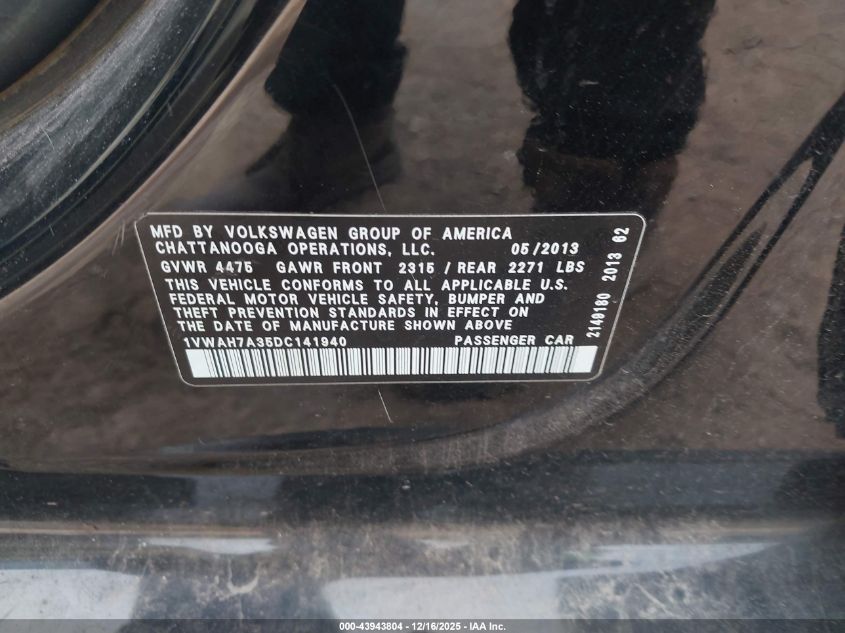 MFD BY VOLKSWAGEN GROUP OF AMERICA
CHATTANOOGA OPERATIONS, LLC. 05/2013
GVWR 4475 GAWR FRONT 2315 / REAR 2271 LBS
THIS VEHICLE CONFORMS TO ALL APPLICABLE U.S.
FEDERAL MOTOR VEHICLE SAFETY, BUMPER AND
THEFT PREVENTION STANDARDS IN EFFECT ON
THE DATE OF MANUFACTURE SHOWN ABOVE
1VWAH7A35DC141940 PASSENGER CAR
2149180 2013 62
000-43943804 - 12/16/2025 - IAA Inc.